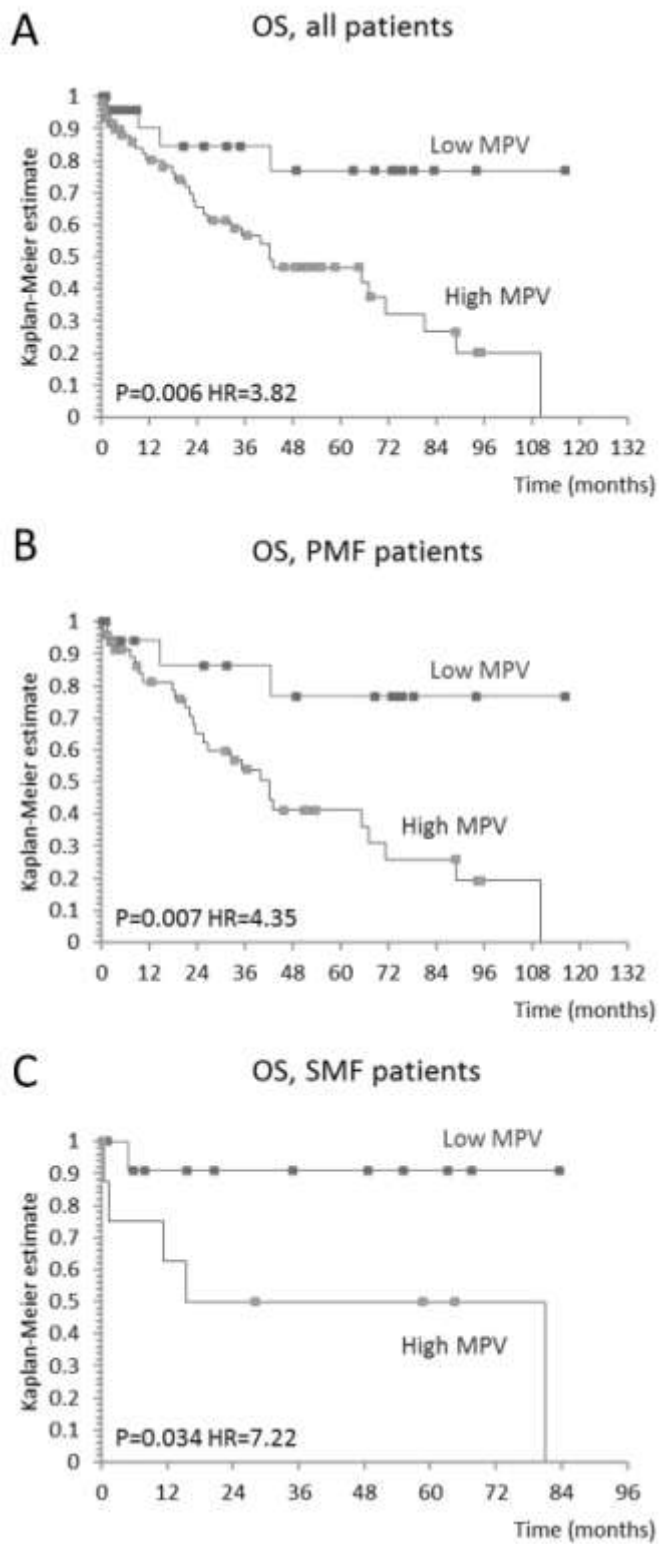 A
OS, all patients
Kaplan-Meier estimate
1
0.9
0.8
0.7
0.6
0.5
0.4
0.3
0.2
0.1
0
Low MPV
High MPV
P=0.006 HR=3.82
0 12 24 36 48 60 72 84 96 108 120 132
Time (months)
B
OS, PMF patients
Kaplan-Meier estimate
1
0.9
0.8
0.7
0.6
0.5
0.4
0.3
0.2
0.1
0
Low MPV
High MPV
P=0.007 HR=4.35
0 12 24 36 48 60 72 84 96 108 120 132
Time (months)
C
OS, SMF patients
Kaplan-Meier estimate
1
0.9
0.8
0.7
0.6
0.5
0.4
0.3
0.2
0.1
0
Low MPV
High MPV
P=0.034 HR=7.22
0 12 24 36 48 60 72 84 96
Time (months)